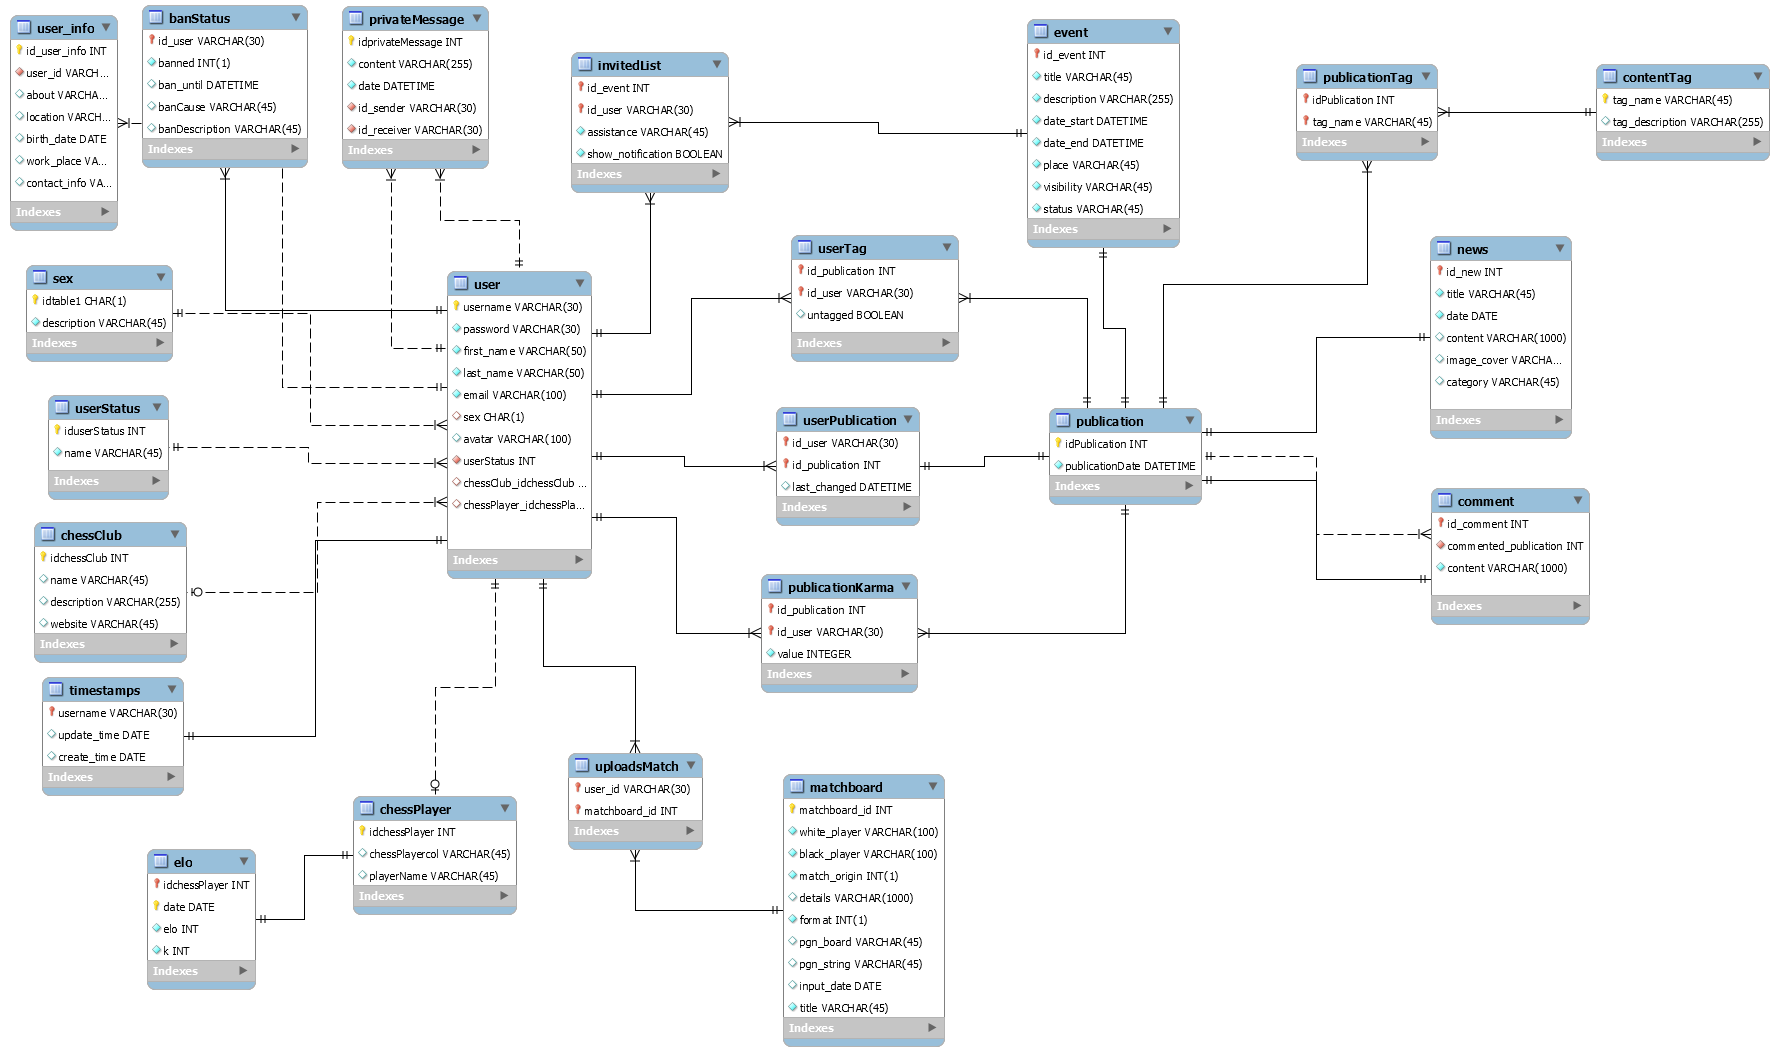 user_info
id_user_info INT
user_id VARCH...
about VARCHA...
location VARCH...
birth_date DATE
work_place VA...
contact_info VA...
Indexes
banStatus
id_user VARCHAR(30)
banned INT(1)
ban_until DATETIME
banCause VARCHAR(45)
banDescription VARCHAR(45)
Indexes
privateMessage
idprivateMessage INT
content VARCHAR(255)
date DATETIME
id_sender VARCHAR(30)
id_receiver VARCHAR(30)
Indexes
invitedList
id_event INT
id_user VARCHAR(30)
assistance VARCHAR(45)
show_notification BOOLEAN
Indexes
event
id_event INT
title VARCHAR(45)
description VARCHAR(255)
date_start DATETIME
date_end DATETIME
place VARCHAR(45)
visibility VARCHAR(45)
status VARCHAR(45)
Indexes
publicationTag
idPublication INT
tag_name VARCHAR(45)
Indexes
contentTag
tag_name VARCHAR(45)
tag_description VARCHAR(255)
Indexes
sex
idtable1 CHAR(1)
description VARCHAR(45)
Indexes
user
username VARCHAR(30)
password VARCHAR(30)
first_name VARCHAR(50)
last_name VARCHAR(50)
email VARCHAR(100)
sex CHAR(1)
avatar VARCHAR(100)
userStatus INT
chessClub_idchessClub ...
chessPlayer_idchessPla...
Indexes
userTag
id_publication INT
id_user VARCHAR(30)
untagged BOOLEAN
Indexes
news
id_new INT
title VARCHAR(45)
date DATE
content VARCHAR(1000)
image_cover VARCHA...
category VARCHAR(45)
Indexes
userStatus
iduserStatus INT
name VARCHAR(45)
Indexes
userPublication
id_user VARCHAR(30)
id_publication INT
last_changed DATETIME
Indexes
publication
idPublication INT
publicationDate DATETIME
Indexes
comment
id_comment INT
commented_publication INT
content VARCHAR(1000)
Indexes
chessClub
idchessClub INT
name VARCHAR(45)
description VARCHAR(255)
website VARCHAR(45)
Indexes
publicationKarma
id_publication INT
id_user VARCHAR(30)
value INTEGER
Indexes
timestamps
username VARCHAR(30)
update_time DATE
create_time DATE
Indexes
uploadsMatch
user_id VARCHAR(30)
matchboard_id INT
Indexes
matchboard
matchboard_id INT
white_player VARCHAR(100)
black_player VARCHAR(100)
match_origin INT(1)
details VARCHAR(1000)
format INT(1)
pgn_board VARCHAR(45)
pgn_string VARCHAR(45)
input_date DATE
title VARCHAR(45)
Indexes
chessPlayer
idchessPlayer INT
chessPlayercol VARCHAR(45)
playerName VARCHAR(45)
Indexes
elo
idchessPlayer INT
date DATE
elo INT
k INT
Indexes